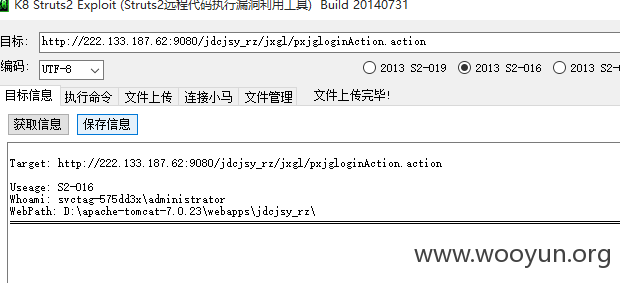 K8 Struts2 Exploit (Struts2远程代码执行漏洞利用工具) Build 20140731
目标: http://222.133.187.62:9080/jdcjsy_rz/jxgl/pxjgloginAction.action
编码: UTF-8 2013 S2-019 2013 S2-016 2013 S2-
目标信息 执行命令 文件上传 连接小马 文件管理 文件上传完毕!
获取信息 保存信息
Target: http://222.133.187.62:9080/jdcjsy_rz/jxgl/pxjgloginAction.action
Useage: S2-016
Whoami: svctag-575dd3x\administrator
WebPath: D:\apache-tomcat-7.0.23\webapps\jdcjsy_rz\
www.wooyun.org